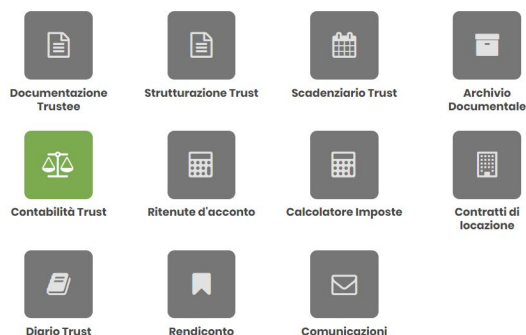 Documentazione
Trustee
Strutturazione Trust
Scadenziario Trust
Archivio
Documentale
Contabilità Trust
Ritenute d'acconto
Calcolatore Imposte
Contratti di
locazione
Diario Trust
Rendiconto
Comunicazioni